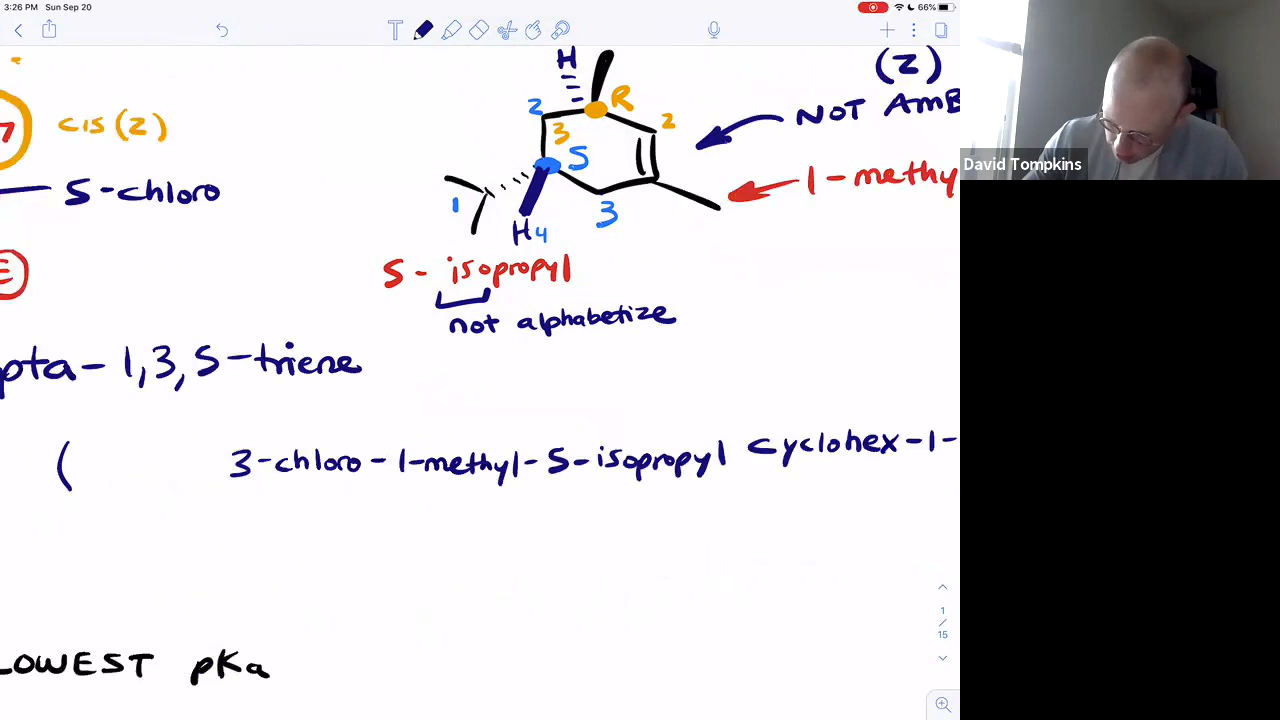 3:26 PM Sun Sep 20
66%
H
(Z)
2
R
NOT AMB
cis (Z)
3
2
S
David Tompkins
5-chloro
1
1-methy
3
H4
E
5-isopropyl
not alphabetize
pta-1,3,5-triene
(
3-chloro-1-methyl-5-isopropyl cyclohex-1-
1
/
15
LOWEST pKa